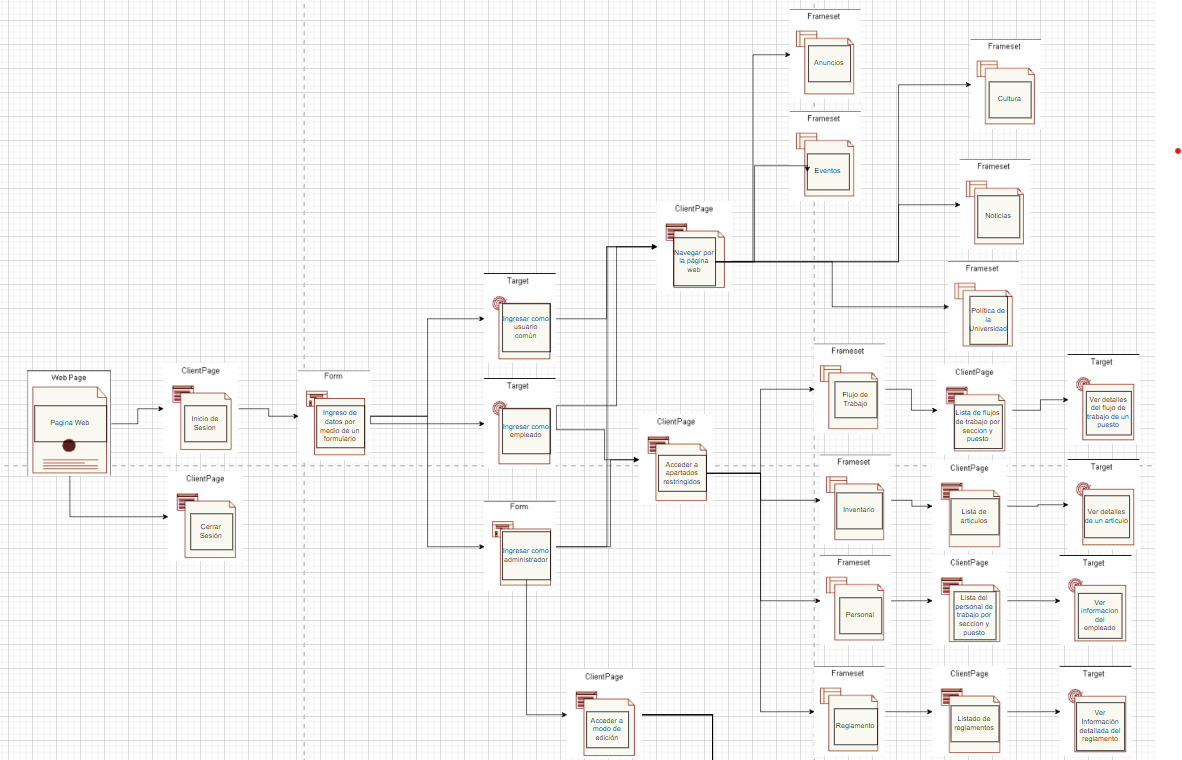 Frameset
Anuncios
Frameset
Cultura
Frameset
Eventos
Frameset
Noticias
ClientPage
Navegar por
la página
web
Frameset
Política de
la
Universidad
Target
Ingresar como
usuario
común
Web Page
Pagina Web
ClientPage
Inicio de
Sesion
Form
Ingreso de
datos por
medio de un
formulario
Target
Ingresar como
empleado
ClientPage
Acceder a
apartados
restringidos
Frameset
Flujo de
Trabajo
ClientPage
Lista de flujos
de trabajo por
seccion y
puesto
Target
Ver detalles
del flujo de
trabajo de un
puesto
ClientPage
Cerrar
Sesión
Form
Ingresar como
administrador
Frameset
Inventario
ClientPage
Lista de
articulos
Target
Ver detalles
de un articulo
Frameset
Personal
ClientPage
Lista del
personal de
trabajo por
seccion y
puesto
Target
Ver
informacion
del
empleado
ClientPage
Acceder a
modo de
edición
Frameset
Reglamento
ClientPage
Listado de
reglamentos
Target
Ver
Información
detallada del
reglamento